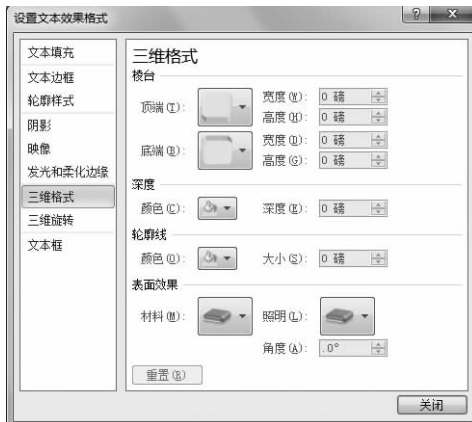 设置文本效果格式
文本填充
文本边框
轮廓样式
阴影
映像
发光和柔化边缘
三维格式
三维旋转
文本框
三维格式
棱台
顶端(T):
宽度(W): 0 磅
高度(H): 0 磅
底端(B):
宽度(D): 0 磅
高度(G): 0 磅
深度
颜色(C):
深度(E): 0 磅
轮廓线
颜色(O):
大小(S): 0 磅
表面效果
材料(M):
照明(L):
角度(A): .0°
重置(R)
关闭